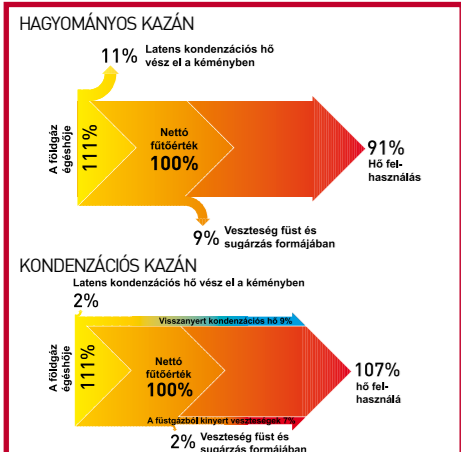 HAGYOMÁNYOS KAZÁN
11% Latens kondenzációs hő
vész el a kéményben
A földgáz
égéshője
111%
Nettó
fűtőérték
100%
91%
Hő fel-
használás
9% Veszteség füst és
sugárzás formájában
KONDENZÁCIÓS KAZÁN
Latens kondenzációs hő vész el a kéményben
2%
Visszanyert kondenzációs hő 9%
A földgáz
égéshője
111%
Nettó
fűtőérték
100%
107%
hő fel-
használá
A füstgázból kinyert veszteségek 7%
2% Veszteség füst és
sugárzás formájában